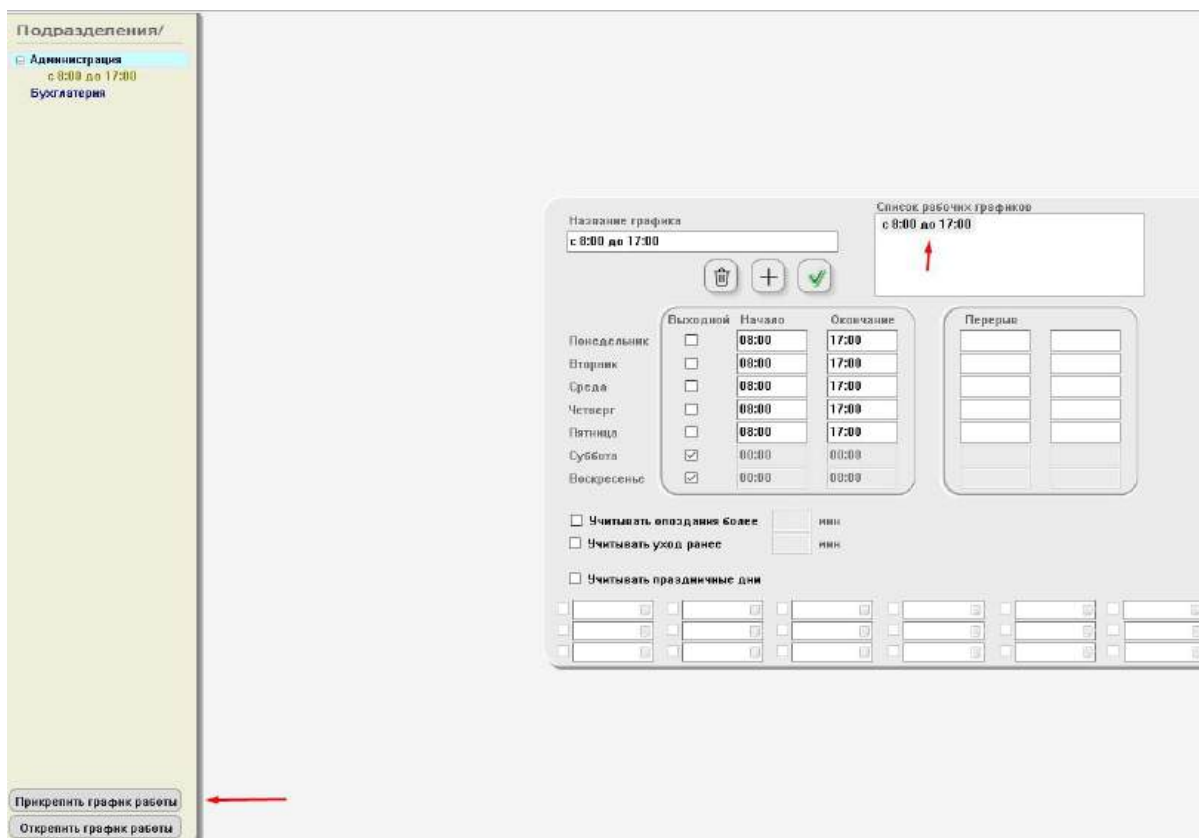 Подразделения/
Администрация
с 8:00 до 17:00
Бухглатерия
Список рабочих графиков
с 8:00 до 17:00
Название графика
с 8:00 до 17:00
Выходной Начало Окончание Перерыв
Понедельник 08:00 17:00
Вторник 08:00 17:00
Среда 08:00 17:00
Четверг 08:00 17:00
Пятница 08:00 17:00
Суббота 00:00 00:00
Воскресенье 00:00 00:00
Учитывать опоздания более мин
Учитывать уход ранее мин
Учитывать праздничные дни
Прикрепить график работы
Открепить график работы